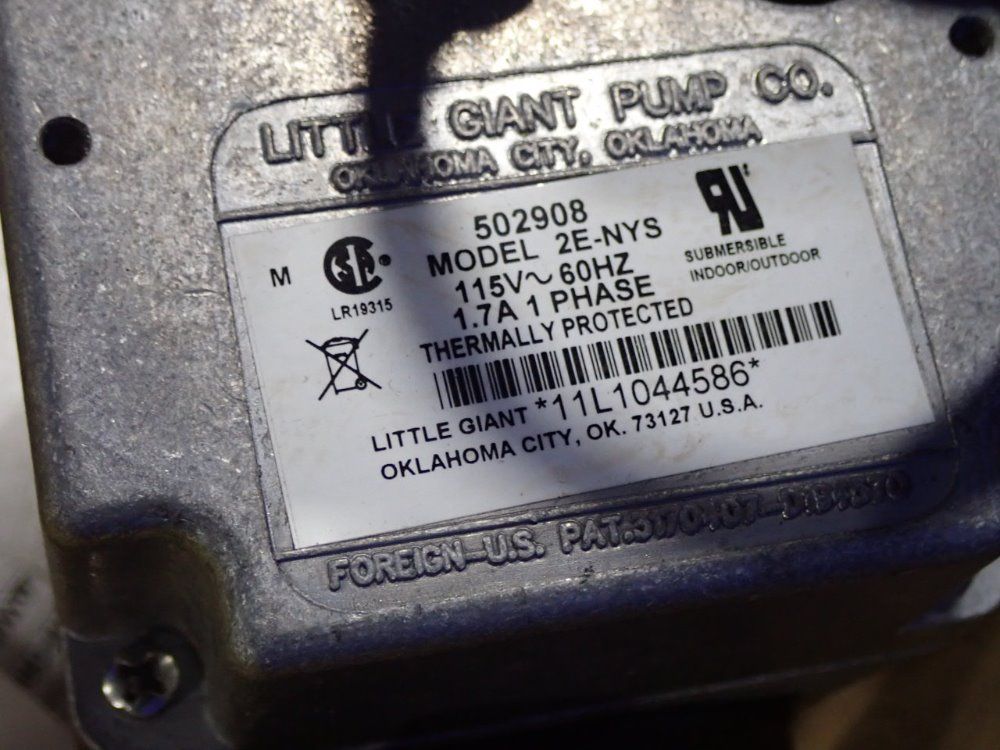 LITTLE GIANT PUMP CO.
OKLAHOMA CITY, OKLAHOMA
502908
MODEL 2E-NYS
115V~60HZ
1.7A 1 PHASE
THERMALLY PROTECTED
M
LR19315
SUBMERSIBLE
INDOOR/OUTDOOR
*11L1044586*
LITTLE GIANT
OKLAHOMA CITY, OK. 73127 U.S.A.
FOREIGN-U.S. PAT.